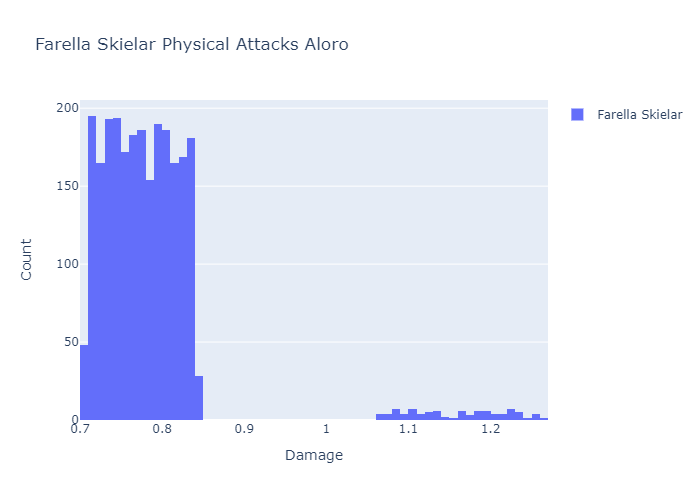 Farella Skielar Physical Attacks Aloro
Farella Skielar
200
150
100
50
0
Count
0.7 0.8 0.9 1 1.1 1.2
Damage